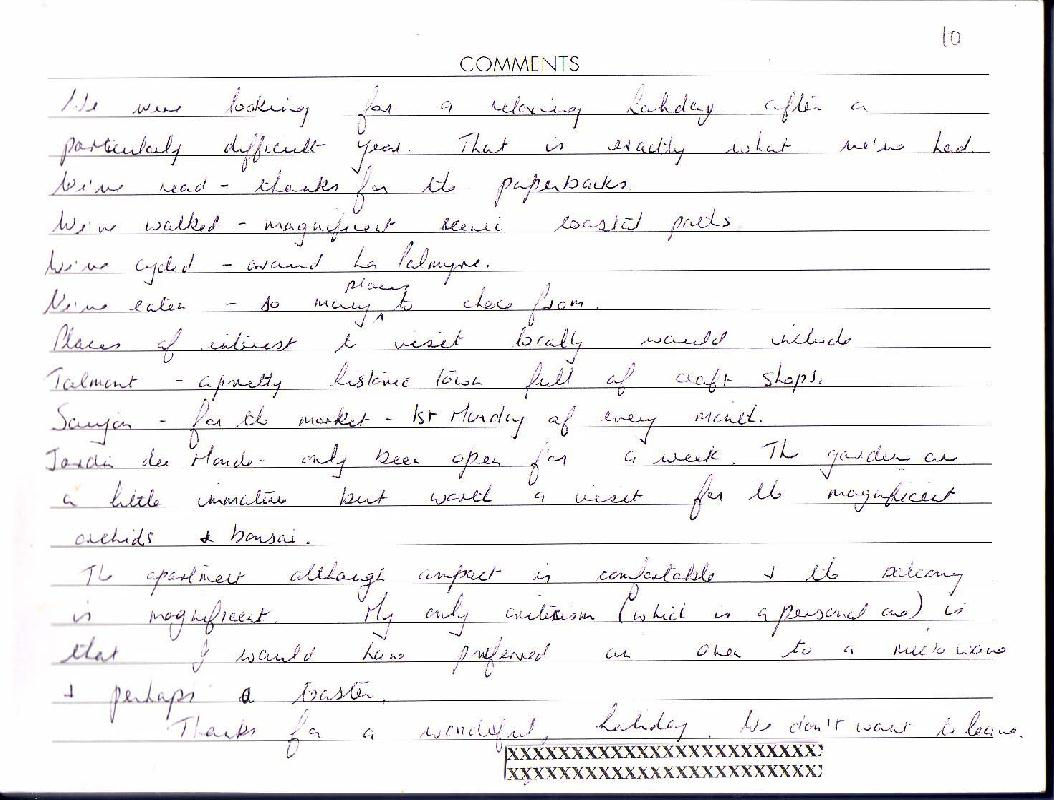 10
COMMENTS
We were looking for a relaxing holiday after a
particularly difficult year. That is exactly what we've had.
We've read - thanks for the paperbacks.
We've walked - magnificent scenic coastal paths.
We've cycled - around La Palmyre.
We've eaten - so many places to chose from.
Places of interest to visit locally would include
Talmont - a pretty historic town full of craft shops.
Saujon - for the market - 1st Monday of every month.
Jardin des Monde - only been open for a week. The garden are
a little immature but worth a visit for the magnificent
orchids & bonsai.
The apartment although compact is comfortable & the balcony
is magnificent. My only criticism (which is a personal one) is
that I would have preferred an oven to a microwave
& perhaps a toaster.
Thanks for a wonderful holiday. We don't want to leave.
XXXXXXXXXXXXXXXXXXXXXXXX
XXXXXXXXXXXXXXXXXXXXXXXX